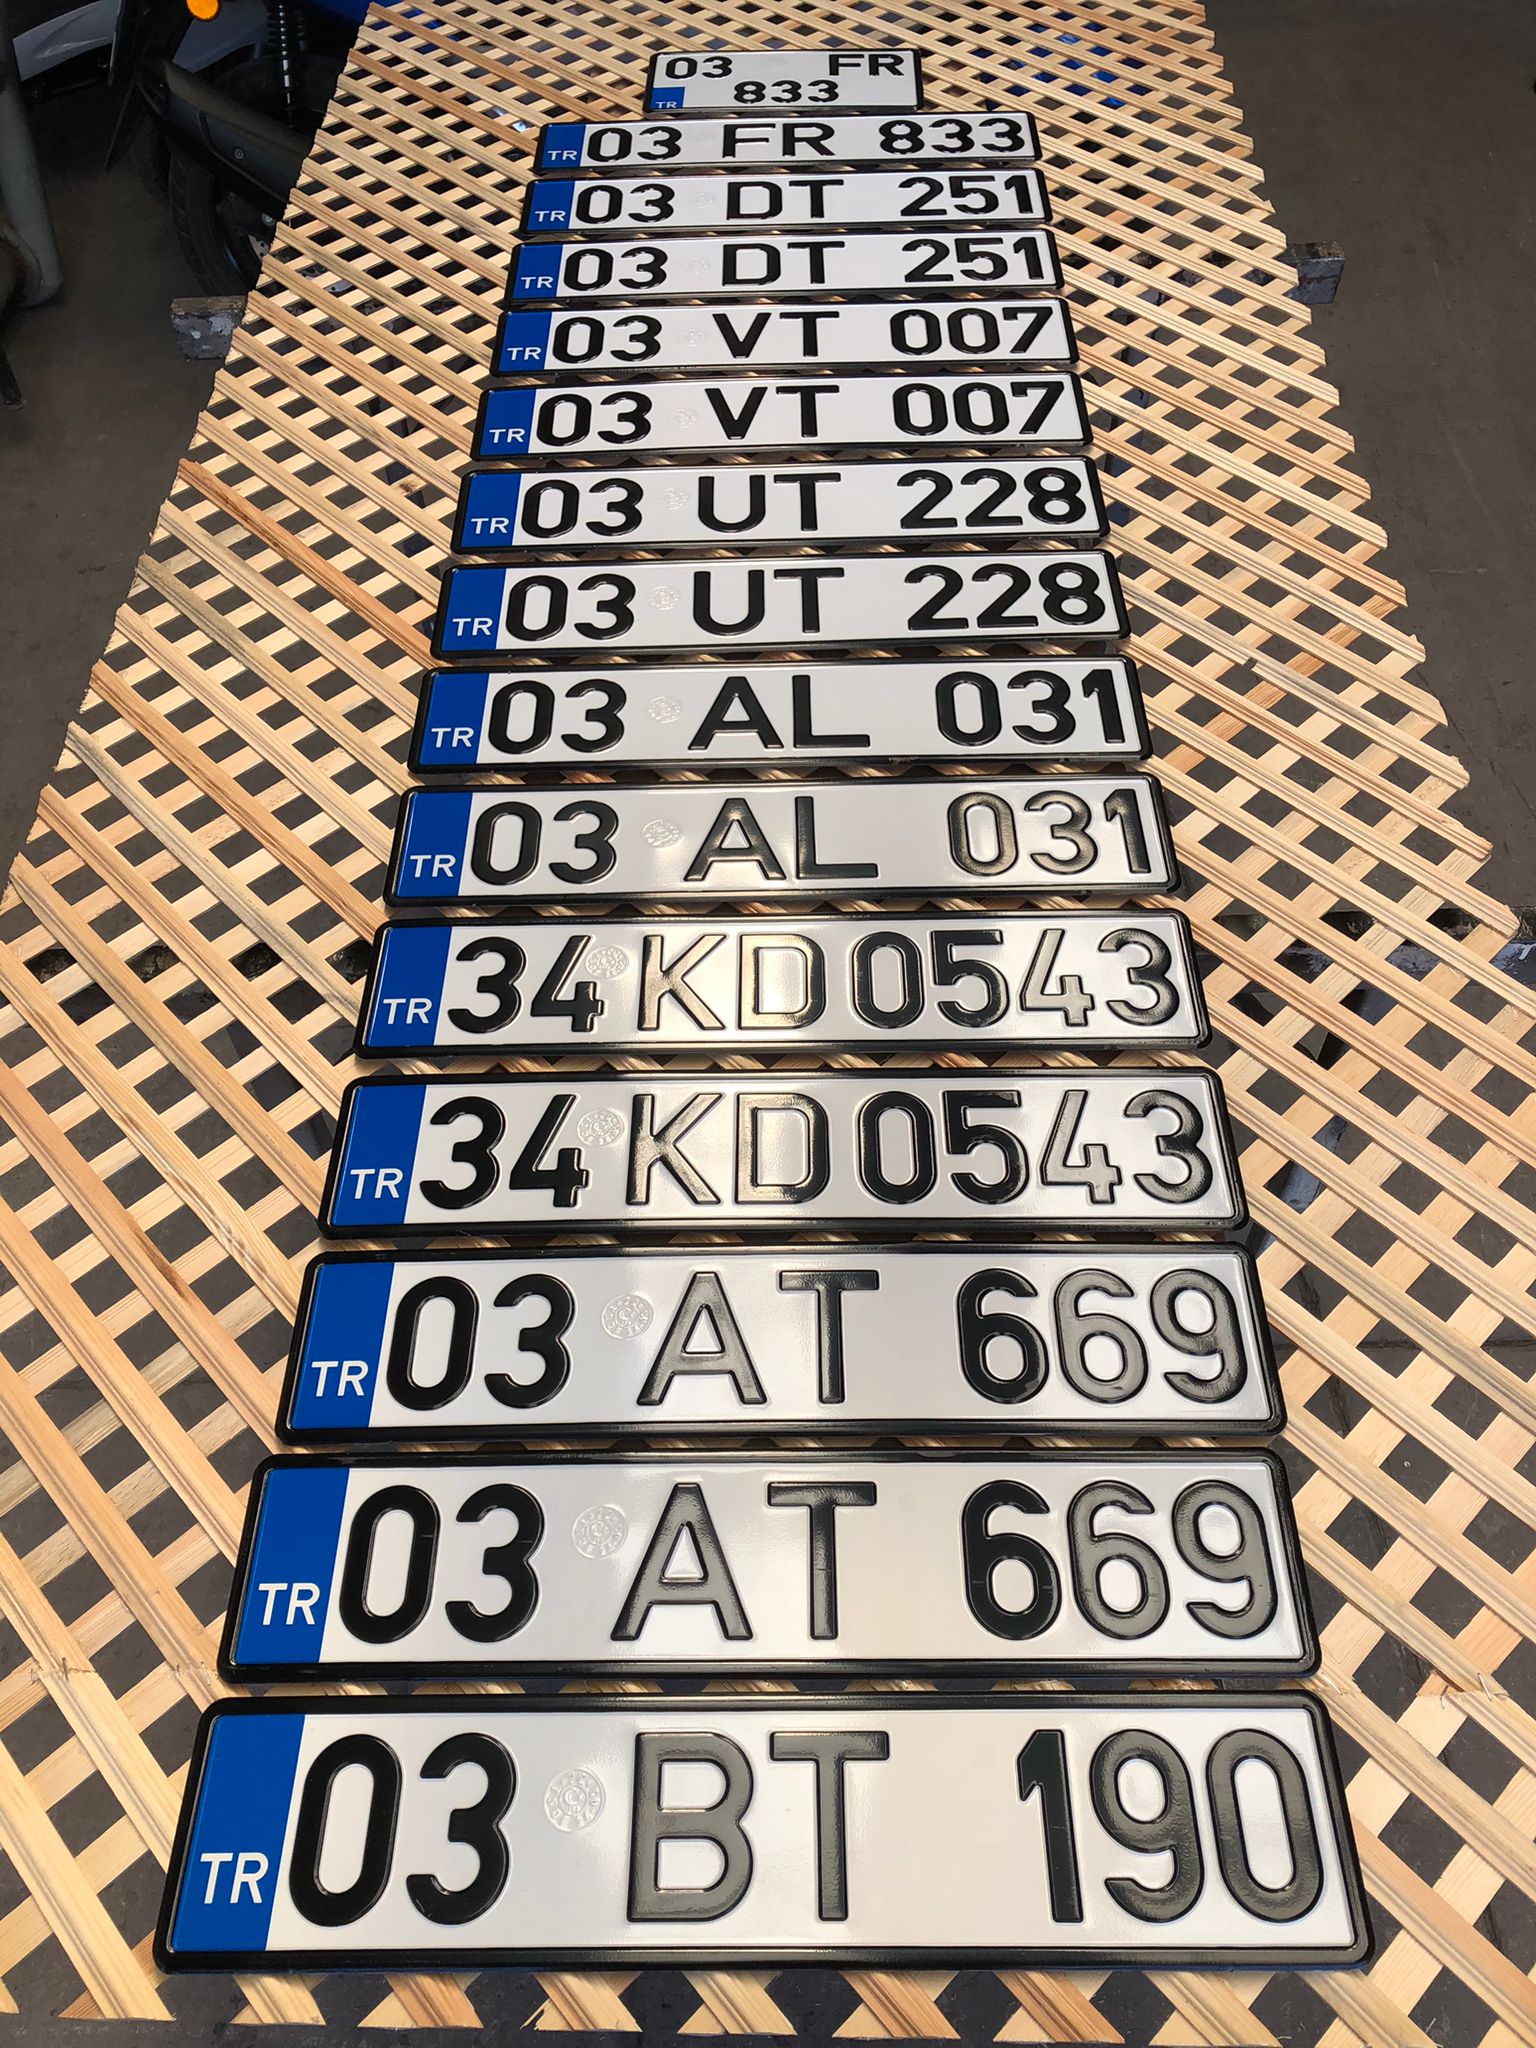 03 FR
TR 833
TR 03 FR 833
TR 03 DT 251
TR 03 DT 251
TR 03 VT 007
TR 03 VT 007
TR 03 UT 228
TR 03 UT 228
TR 03 AL 031
TR 03 AL 031
TR 34 KD 0543
TR 34 KD 0543
TR 03 AT 669
TR 03 AT 669
TR 03 BT 190